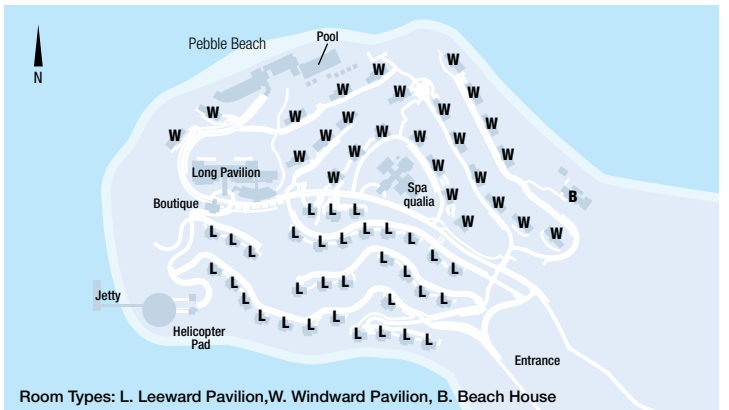 Pool
Pebble Beach
W
W
N
W W W
W W
W W W
W
W W W W W
W W W
W
Long Pavilion
W W
Spa
qualia
W
B
Boutique
W
L L L
W W
L L L L L W
L L L L
L L L
L L L L
L L L
L L L
Jetty
L L L
L L L
Helicopter
Pad
L L L L
Entrance
Room Types: L. Leeward Pavilion,W. Windward Pavilion, B. Beach House